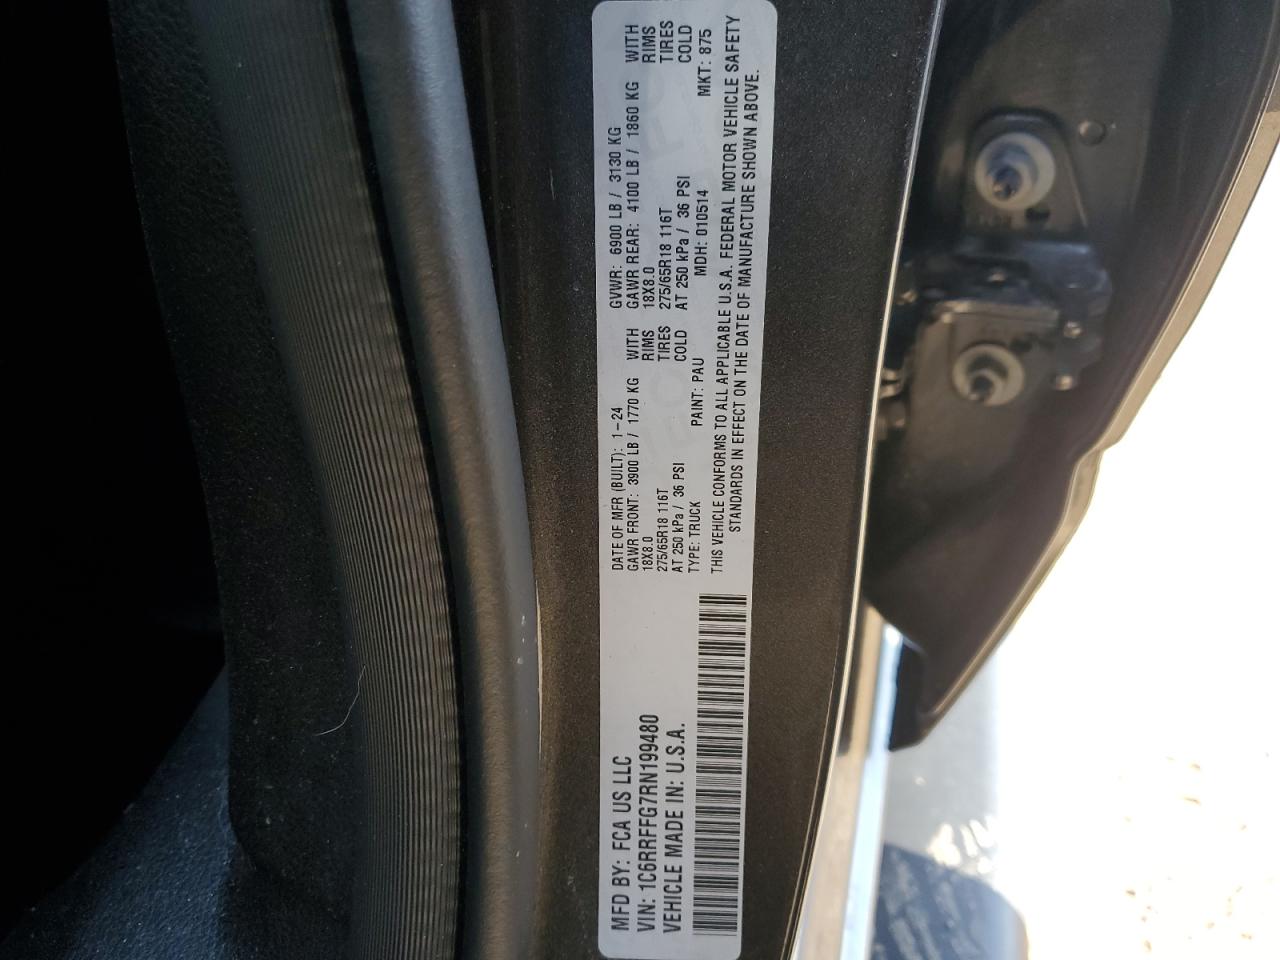 MFD BY: FCA US LLC
VIN: 1C6RRFFG7RN199480
VEHICLE MADE IN: U.S.A.
DATE OF MFR (BUILT): 1-24 GVWR: 6900 LB / 3130 KG
GAWR FRONT: 3900 LB / 1770 KG WITH GAWR REAR: 4100 LB / 1860 KG WITH
18X8.0 RIMS 18X8.0 RIMS
275/65R18 116T TIRES 275/65R18 116T TIRES
AT 250 kPa / 36 PSI COLD AT 250 kPa / 36 PSI COLD
TYPE: TRUCK PAINT: PAU MDH: 010514 MKT: 875
THIS VEHICLE CONFORMS TO ALL APPLICABLE U.S.A. FEDERAL MOTOR VEHICLE SAFETY
STANDARDS IN EFFECT ON THE DATE OF MANUFACTURE SHOWN ABOVE.